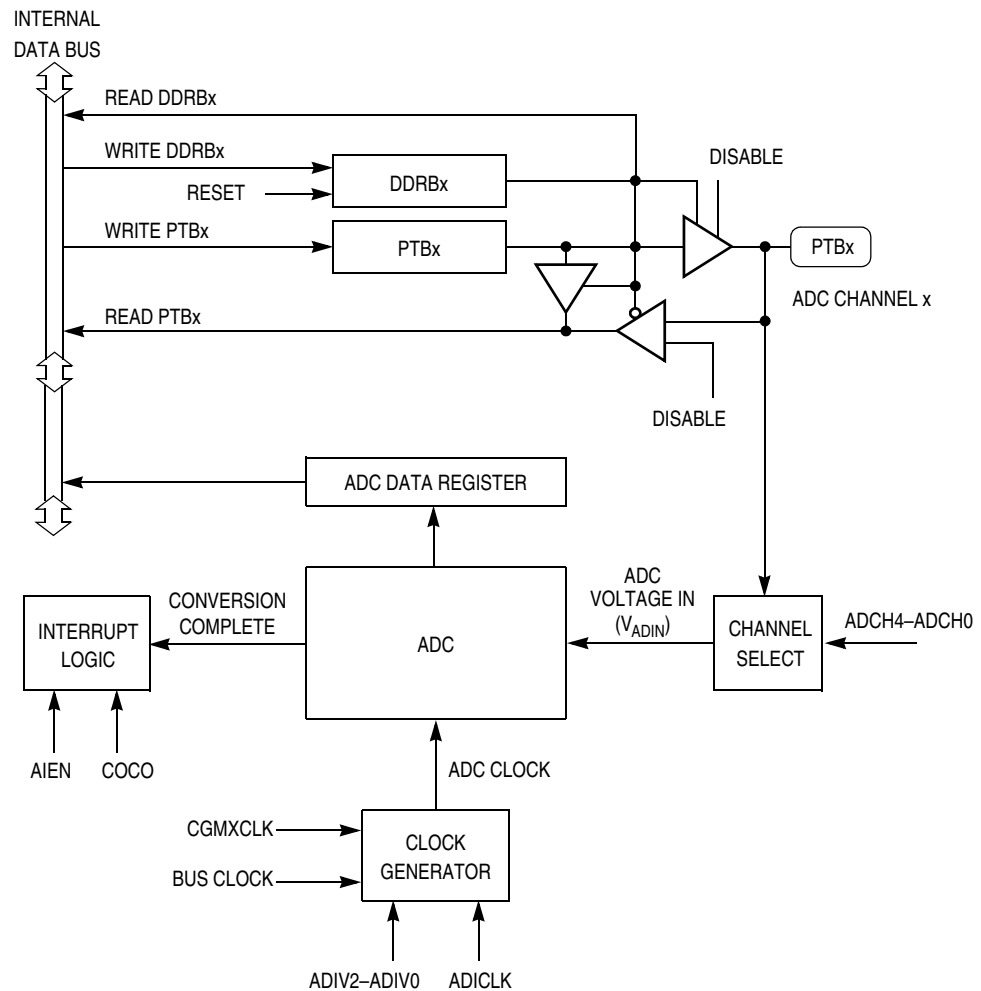 INTERNAL
DATA BUS
READ DDRBx
WRITE DDRBx
DISABLE
DDRBx
RESET
WRITE PTBx
PTBx
PTBx
ADC CHANNEL x
READ PTBx
DISABLE
ADC DATA REGISTER
ADC
VOLTAGE IN
(VADIN)
CONVERSION
COMPLETE
INTERRUPT
LOGIC
ADC
CHANNEL
SELECT
ADCH4–ADCH0
AIEN
COCO
ADC CLOCK
CGMXCLK
CLOCK
GENERATOR
BUS CLOCK
ADIV2–ADIV0
ADICLK